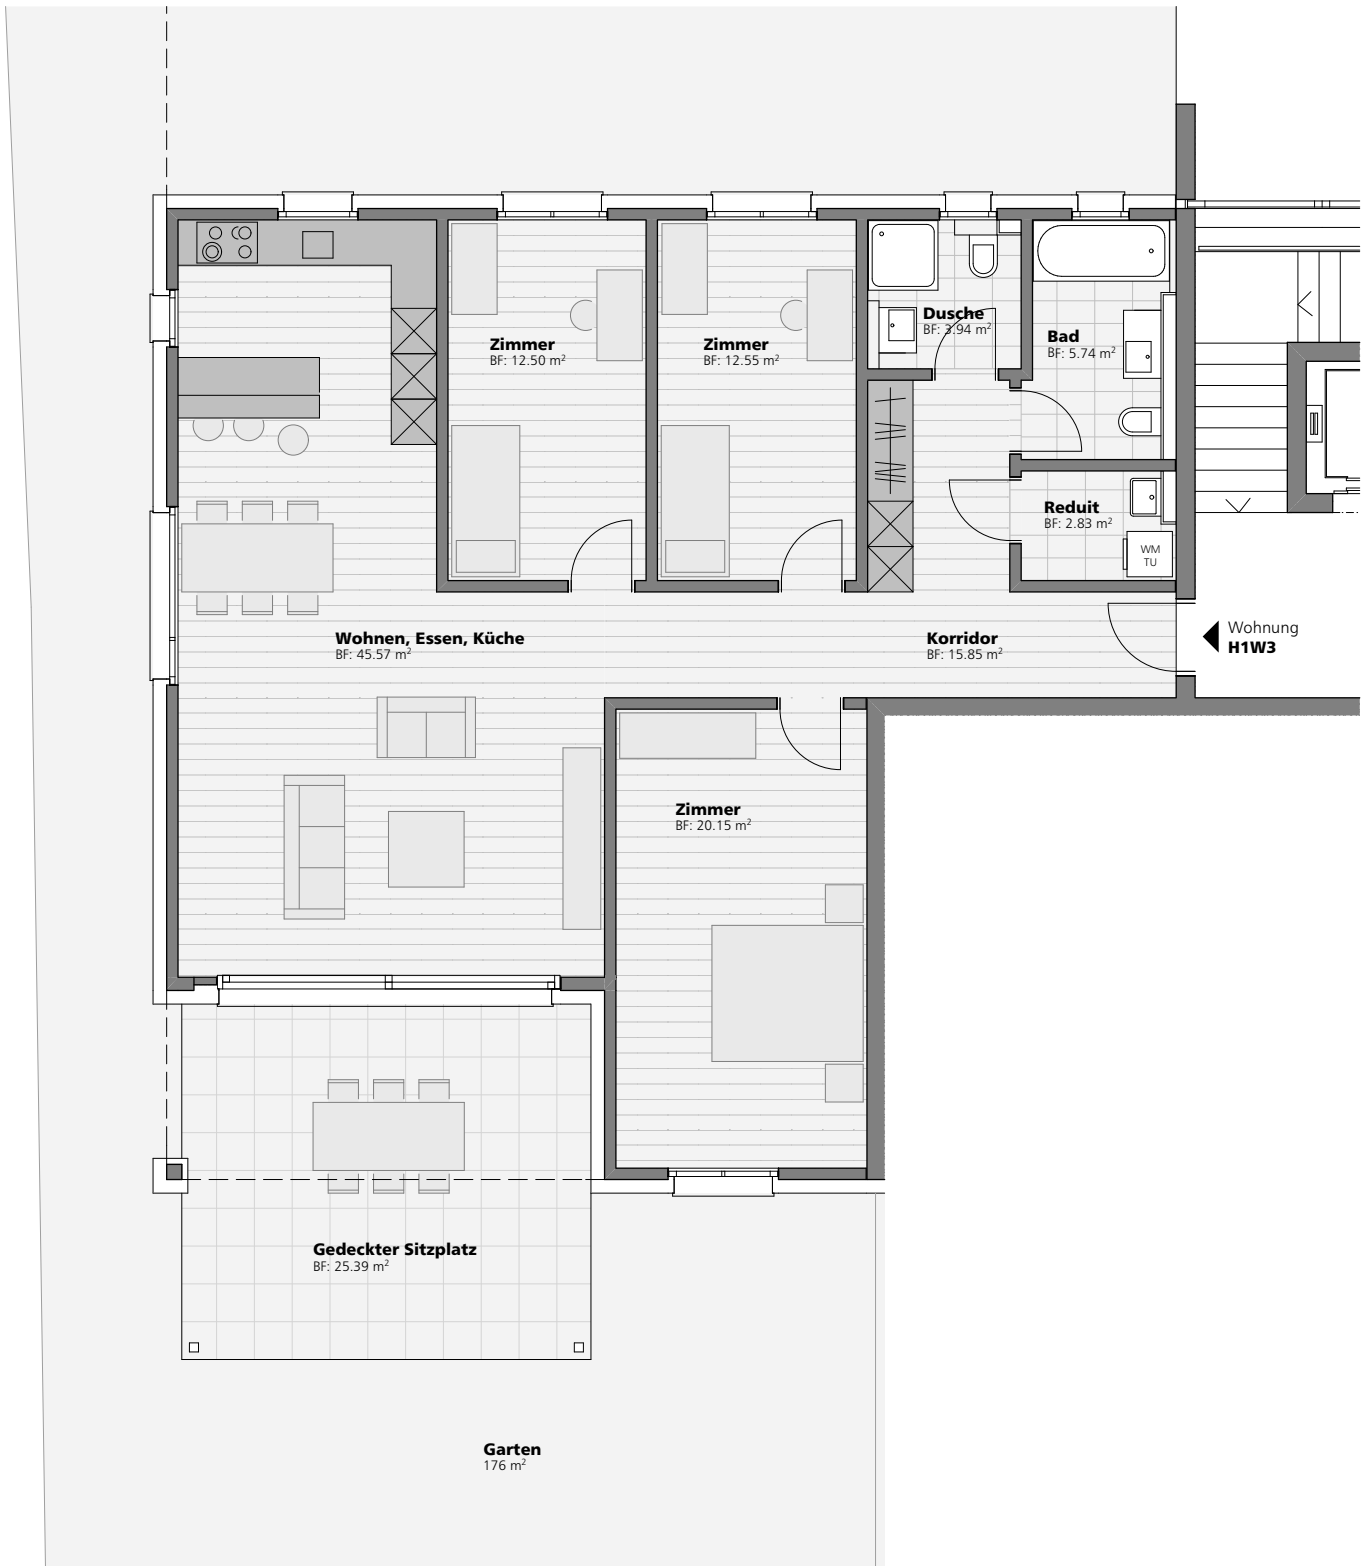 Dusche
BF: 3.94 m²
Bad
BF: 5.74 m²
Zimmer
BF: 12.50 m²
Zimmer
BF: 12.55 m²
Reduit
BF: 2.83 m²
WM
TU
Wohnen, Essen, Küche
BF: 45.57 m²
Korridor
BF: 15.85 m²
Wohnung
H1W3
Zimmer
BF: 20.15 m²
Gedeckter Sitzplatz
BF: 25.39 m²
Garten
176 m²